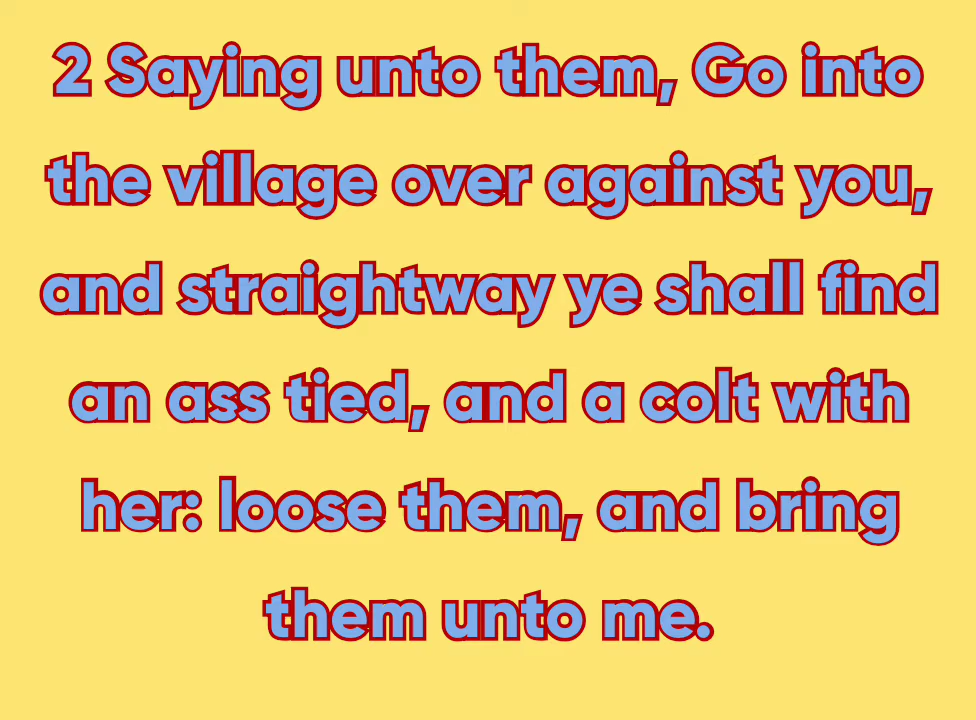 2 Saying unto them, Go into
the village over against you,
and straightway ye shall find
an ass tied, and a colt with
her: loose them, and bring
them unto me.